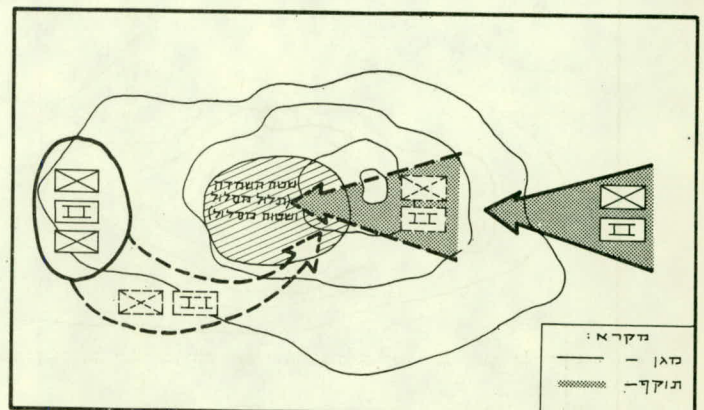 שטח השמדה
(תלול מסלול
ושטוח מסלול)
מקרא:
מגן –
תוקף –